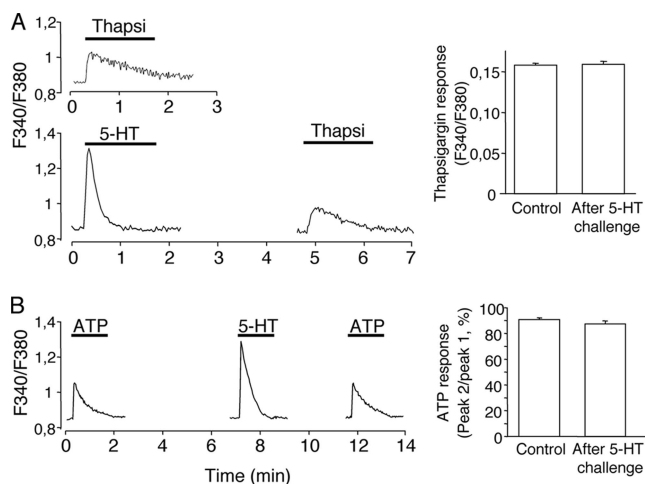 A
F340/F380
1,2
1
0,8
Thapsi
0 1 2 3
1,4
1,2
1
0,8
5-HT
Thapsi
0 1 2 3 4 5 6 7
Thapsigargin response
(F340/F380)
0,15
0,05
0
Control
After 5-HT
challenge
B
F340/F380
1,4
1,2
1
0,8
ATP
5-HT
ATP
0 2 4 6 8 10 12 14
Time (min)
ATP response
(Peak 2/peak 1, %)
100
80
60
40
20
0
Control
After 5-HT
challenge